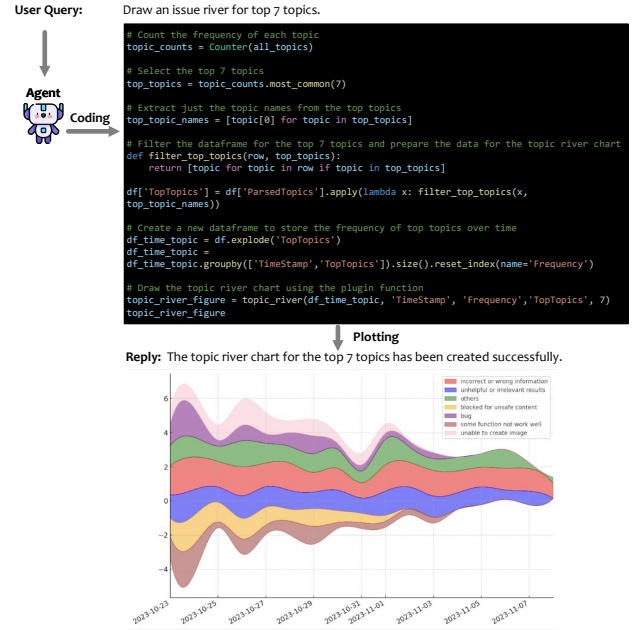 User Query: Draw an issue river for top 7 topics.
Agent
Coding
# Count the frequency of each topic
topic_counts = Counter(all_topics)
# Select the top 7 topics
top_topics = topic_counts.most_common(7)
# Extract just the topic names from the top topics
top_topic_names = [topic[0] for topic in top_topics]
# Filter the dataframe for the top 7 topics and prepare the data for the topic river chart
def filter_top_topics(row, top_topics):
return [topic for topic in row if topic in top_topics]
df['TopTopics'] = df['ParsedTopics'].apply(lambda x: filter_top_topics(x,
top_topic_names))
# Create a new dataframe to store the frequency of top topics over time
df_time_topic = df.explode('TopTopics')
df_time_topic =
df_time_topic.groupby(['TimeStamp','TopTopics']).size().reset_index(name='Frequency')
# Draw the topic river chart using the plugin function
topic_river_figure = topic_river(df_time_topic, 'TimeStamp', 'Frequency','TopTopics', 7)
topic_river_figure
Plotting
Reply: The topic river chart for the top 7 topics has been created successfully.
incorrect or wrong information
unhelpful or irrelevant results
others
blocked for unsafe content
bug
some function not work well
unable to create image
6
4
2
0
−2
−4
2023-10-23
2023-10-25
2023-10-27
2023-10-29
2023-10-31
2023-11-01
2023-11-03
2023-11-05
2023-11-07